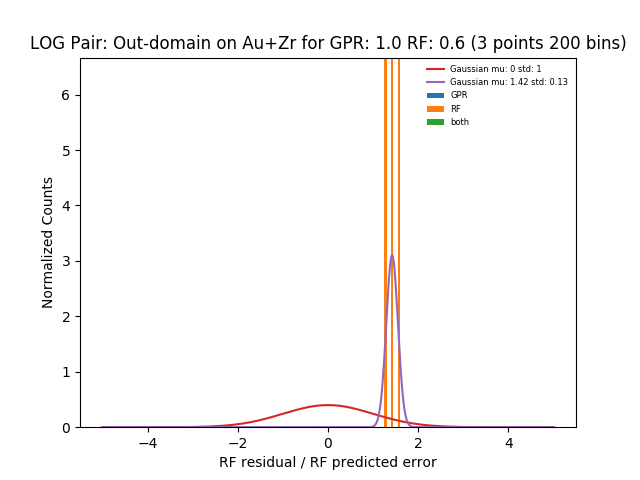 LOG Pair: Out-domain on Au+Zr for GPR: 1.0 RF: 0.6 (3 points 200 bins)
Gaussian mu: 0 std: 1
Gaussian mu: 1.42 std: 0.13
GPR
RF
both
Normalized Counts
6
5
4
3
2
1
0
−4
−2
0
2
4
RF residual / RF predicted error